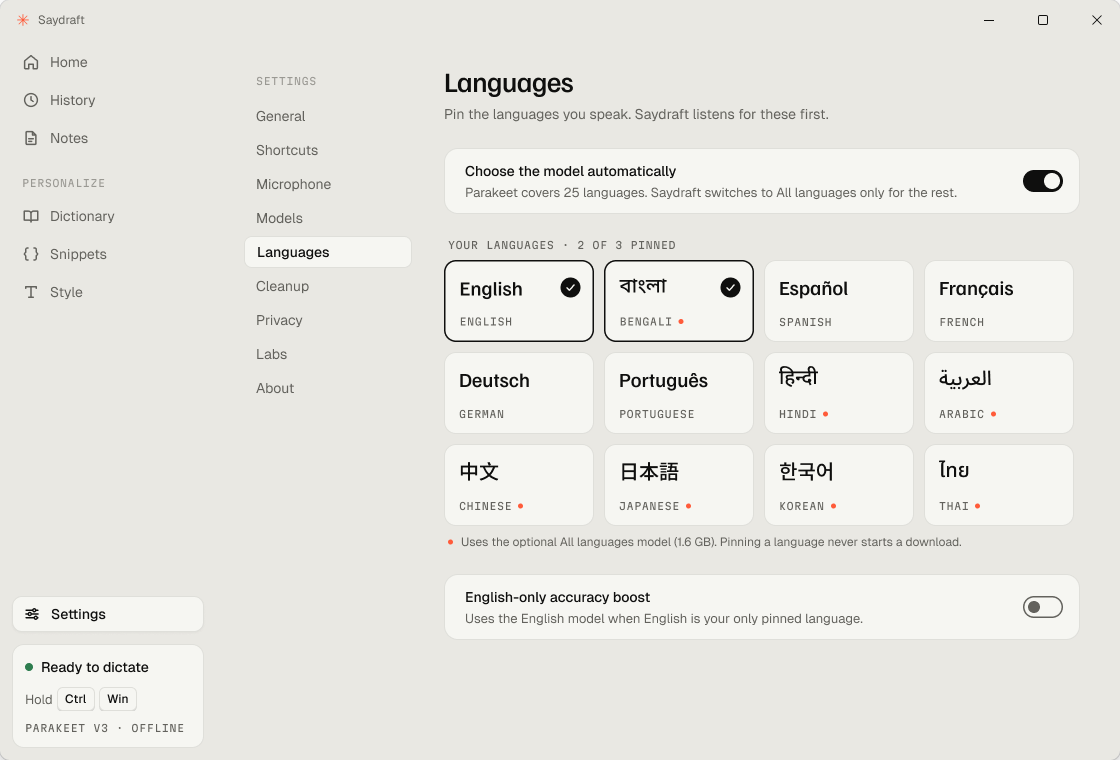 Saydraft
Home
History
Notes
PERSONALIZE
Dictionary
Snippets
Style
Settings
Ready to dictate
Hold Ctrl Win
PARAKEET V3 · OFFLINE
SETTINGS
General
Shortcuts
Microphone
Models
Languages
Cleanup
Privacy
Labs
About
Languages
Pin the languages you speak. Saydraft listens for these first.
Choose the model automatically
Parakeet covers 25 languages. Saydraft switches to All languages only for the rest.
YOUR LANGUAGES · 2 OF 3 PINNED
English
ENGLISH
বাংলা
BENGALI
Español
SPANISH
Français
FRENCH
Deutsch
GERMAN
Português
PORTUGUESE
हिन्दी
HINDI
العربية
ARABIC
中文
CHINESE
日本語
JAPANESE
한국어
KOREAN
ไทย
THAI
Uses the optional All languages model (1.6 GB). Pinning a language never starts a download.
English-only accuracy boost
Uses the English model when English is your only pinned language.